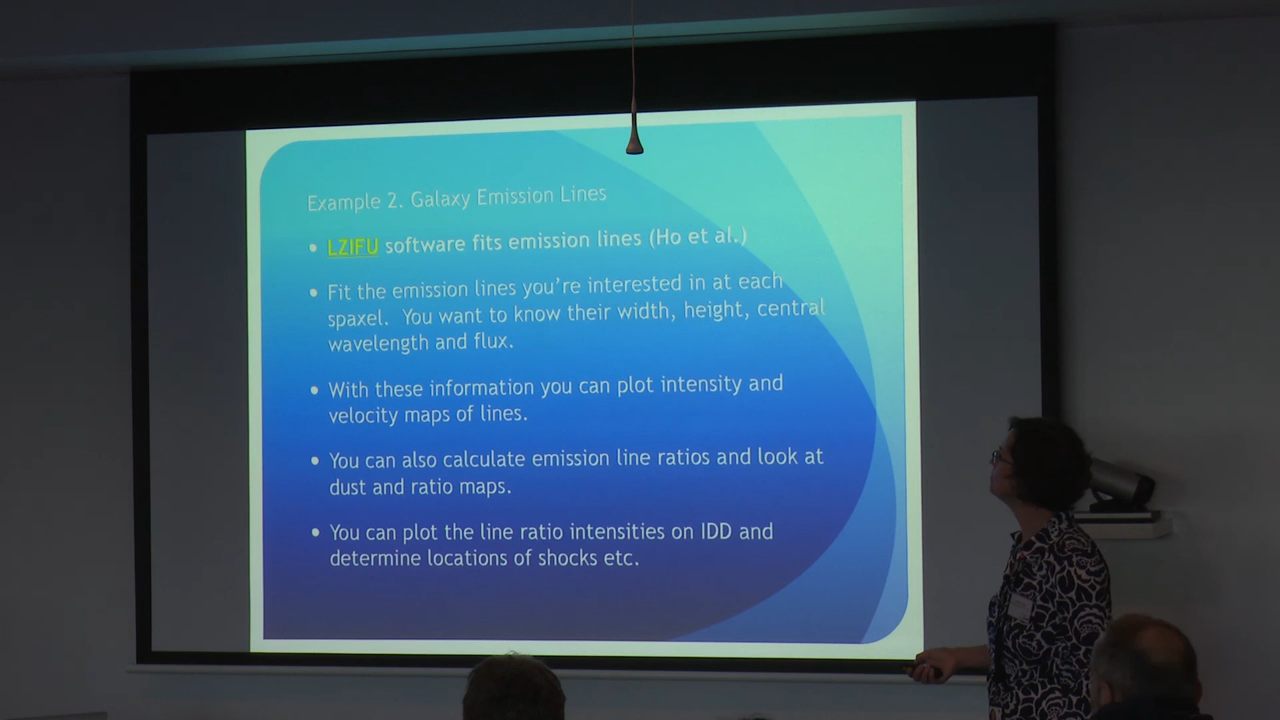 Example 2. Galaxy Emission Lines
• LZIFU software fits emission lines (Ho et al.)
• Fit the emission lines you're interested in at each
spaxel. You want to know their width, height, central
wavelength and flux.
• With these information you can plot intensity and
velocity maps of lines.
• You can also calculate emission line ratios and look at
dust and ratio maps.
• You can plot the line ratio intensities on IDD and
determine locations of shocks etc.